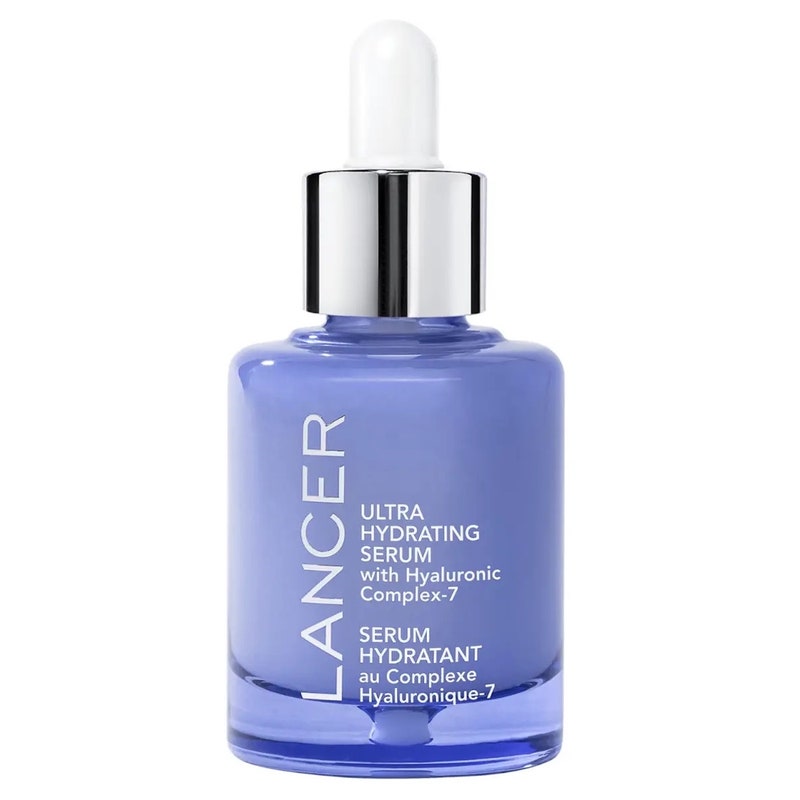 LANCER
ULTRA
HYDRATING
SERUM
with Hyaluronic
Complex-7
SERUM
HYDRATANT
au Complexe
Hyaluronique-7